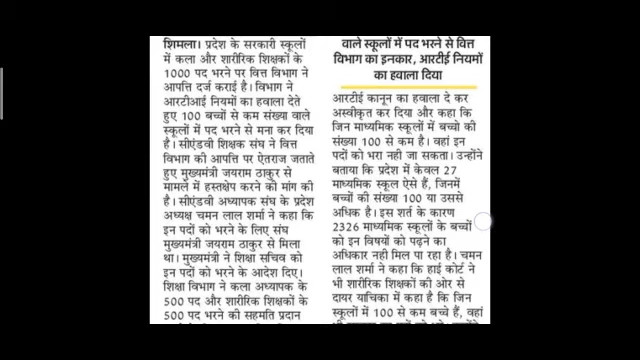 शिमला। प्रदेश के सरकारी स्कूलों
में कला और शारीरिक शिक्षकों के
1000 पद भरने पर वित्त विभाग ने
आपत्ति दर्ज कराई है। विभाग ने
आरटीआई नियमों का हवाला देते
हुए 100 बच्चों से कम संख्या वाले
स्कूलों में पद भरने से मना कर दिया
है। सीएंडवी शिक्षक संघ ने वित्त
विभाग की आपत्ति पर ऐतराज जताते
हुए मुख्यमंत्री जयराम ठाकुर से
मामले में हस्तक्षेप करने की मांग की
है। सीएंडवी अध्यापक संघ के प्रदेश
अध्यक्ष चमन लाल शर्मा ने कहा कि
इन पदों को भरने के लिए संघ
मुख्यमंत्री जयराम ठाकुर से मिला
था। मुख्यमंत्री ने शिक्षा सचिव को
इन पदों को भरने के आदेश दिए।
शिक्षा विभाग ने कला अध्यापक के
500 पद और शारीरिक शिक्षकों के
500 पद भरने की सहमति प्रदान
वाले स्कूलों में पद भरने से वित्त
विभाग का इनकार, आरटीई नियमों
का हवाला दिया
आरटीई कानून का हवाला दे कर
अस्वीकृत कर दिया और कहा कि
जिन माध्यमिक स्कूलों में बच्चो की
संख्या 100 से कम है। वहां इन
पदों को भरा नही जा सकता। उन्होंने
बताया कि प्रदेश में केवल 27
माध्यमिक स्कूल ऐसे हैं, जिनमें
बच्चों की संख्या 100 या उससे
अधिक है। इस शर्त के कारण
2326 माध्यमिक स्कूलों के बच्चों
को इन विषयों को पढ़ने का
अधिकार नही मिल पा रहा है। चमन
लाल शर्मा ने कहा कि हाई कोर्ट ने
भी शारीरिक शिक्षकों की ओर से
दायर याचिका में कहा है कि जिन
स्कूलों में 100 से कम बच्चे हैं, वहां